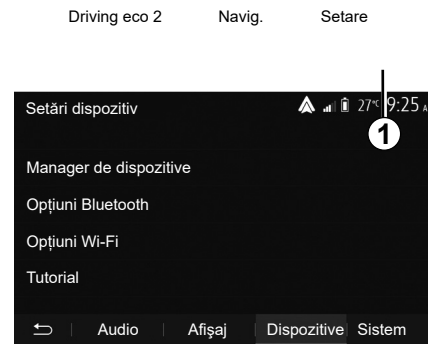 Driving eco 2 Navig. Setare
Setări dispozitiv 27°C 9:25 A
1
Manager de dispozitive
Opțiuni Bluetooth
Opțiuni Wi-Fi
Tutorial
Audio Afișaj Dispozitive Sistem